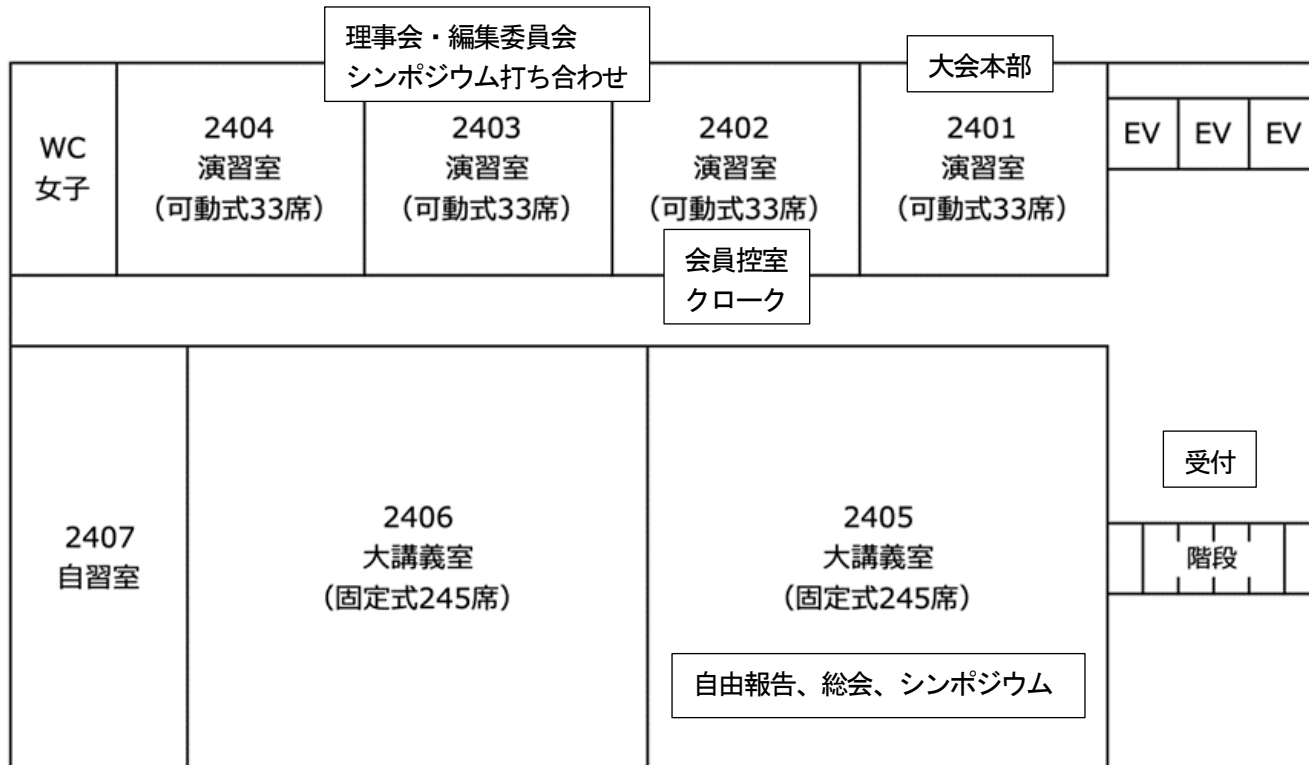 理事会・編集委員会
シンポジウム打ち合わせ
大会本部
WC
女子
2404
演習室
（可動式33席）
2403
演習室
（可動式33席）
2402
演習室
（可動式33席）
2401
演習室
（可動式33席）
EV
EV
EV
会員控室
クローク
受付
2407
自習室
2406
大講義室
（固定式245席）
2405
大講義室
（固定式245席）
階段
自由報告、総会、シンポジウム